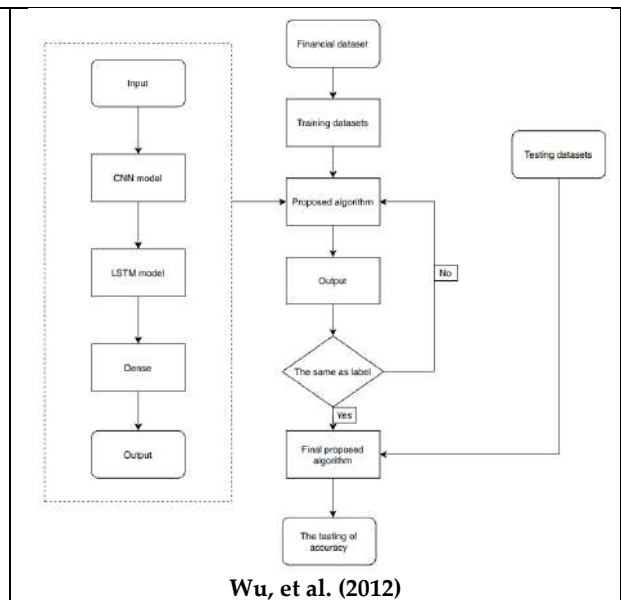 Input
CNN model
LSTM model
Dense
Output
Financial dataset
Training datasets
Proposed algorithm
Output
The same as label
No
Yes
Final proposed
algorithm
The testing of
accuracy
Testing datasets
Wu, et al. (2012)